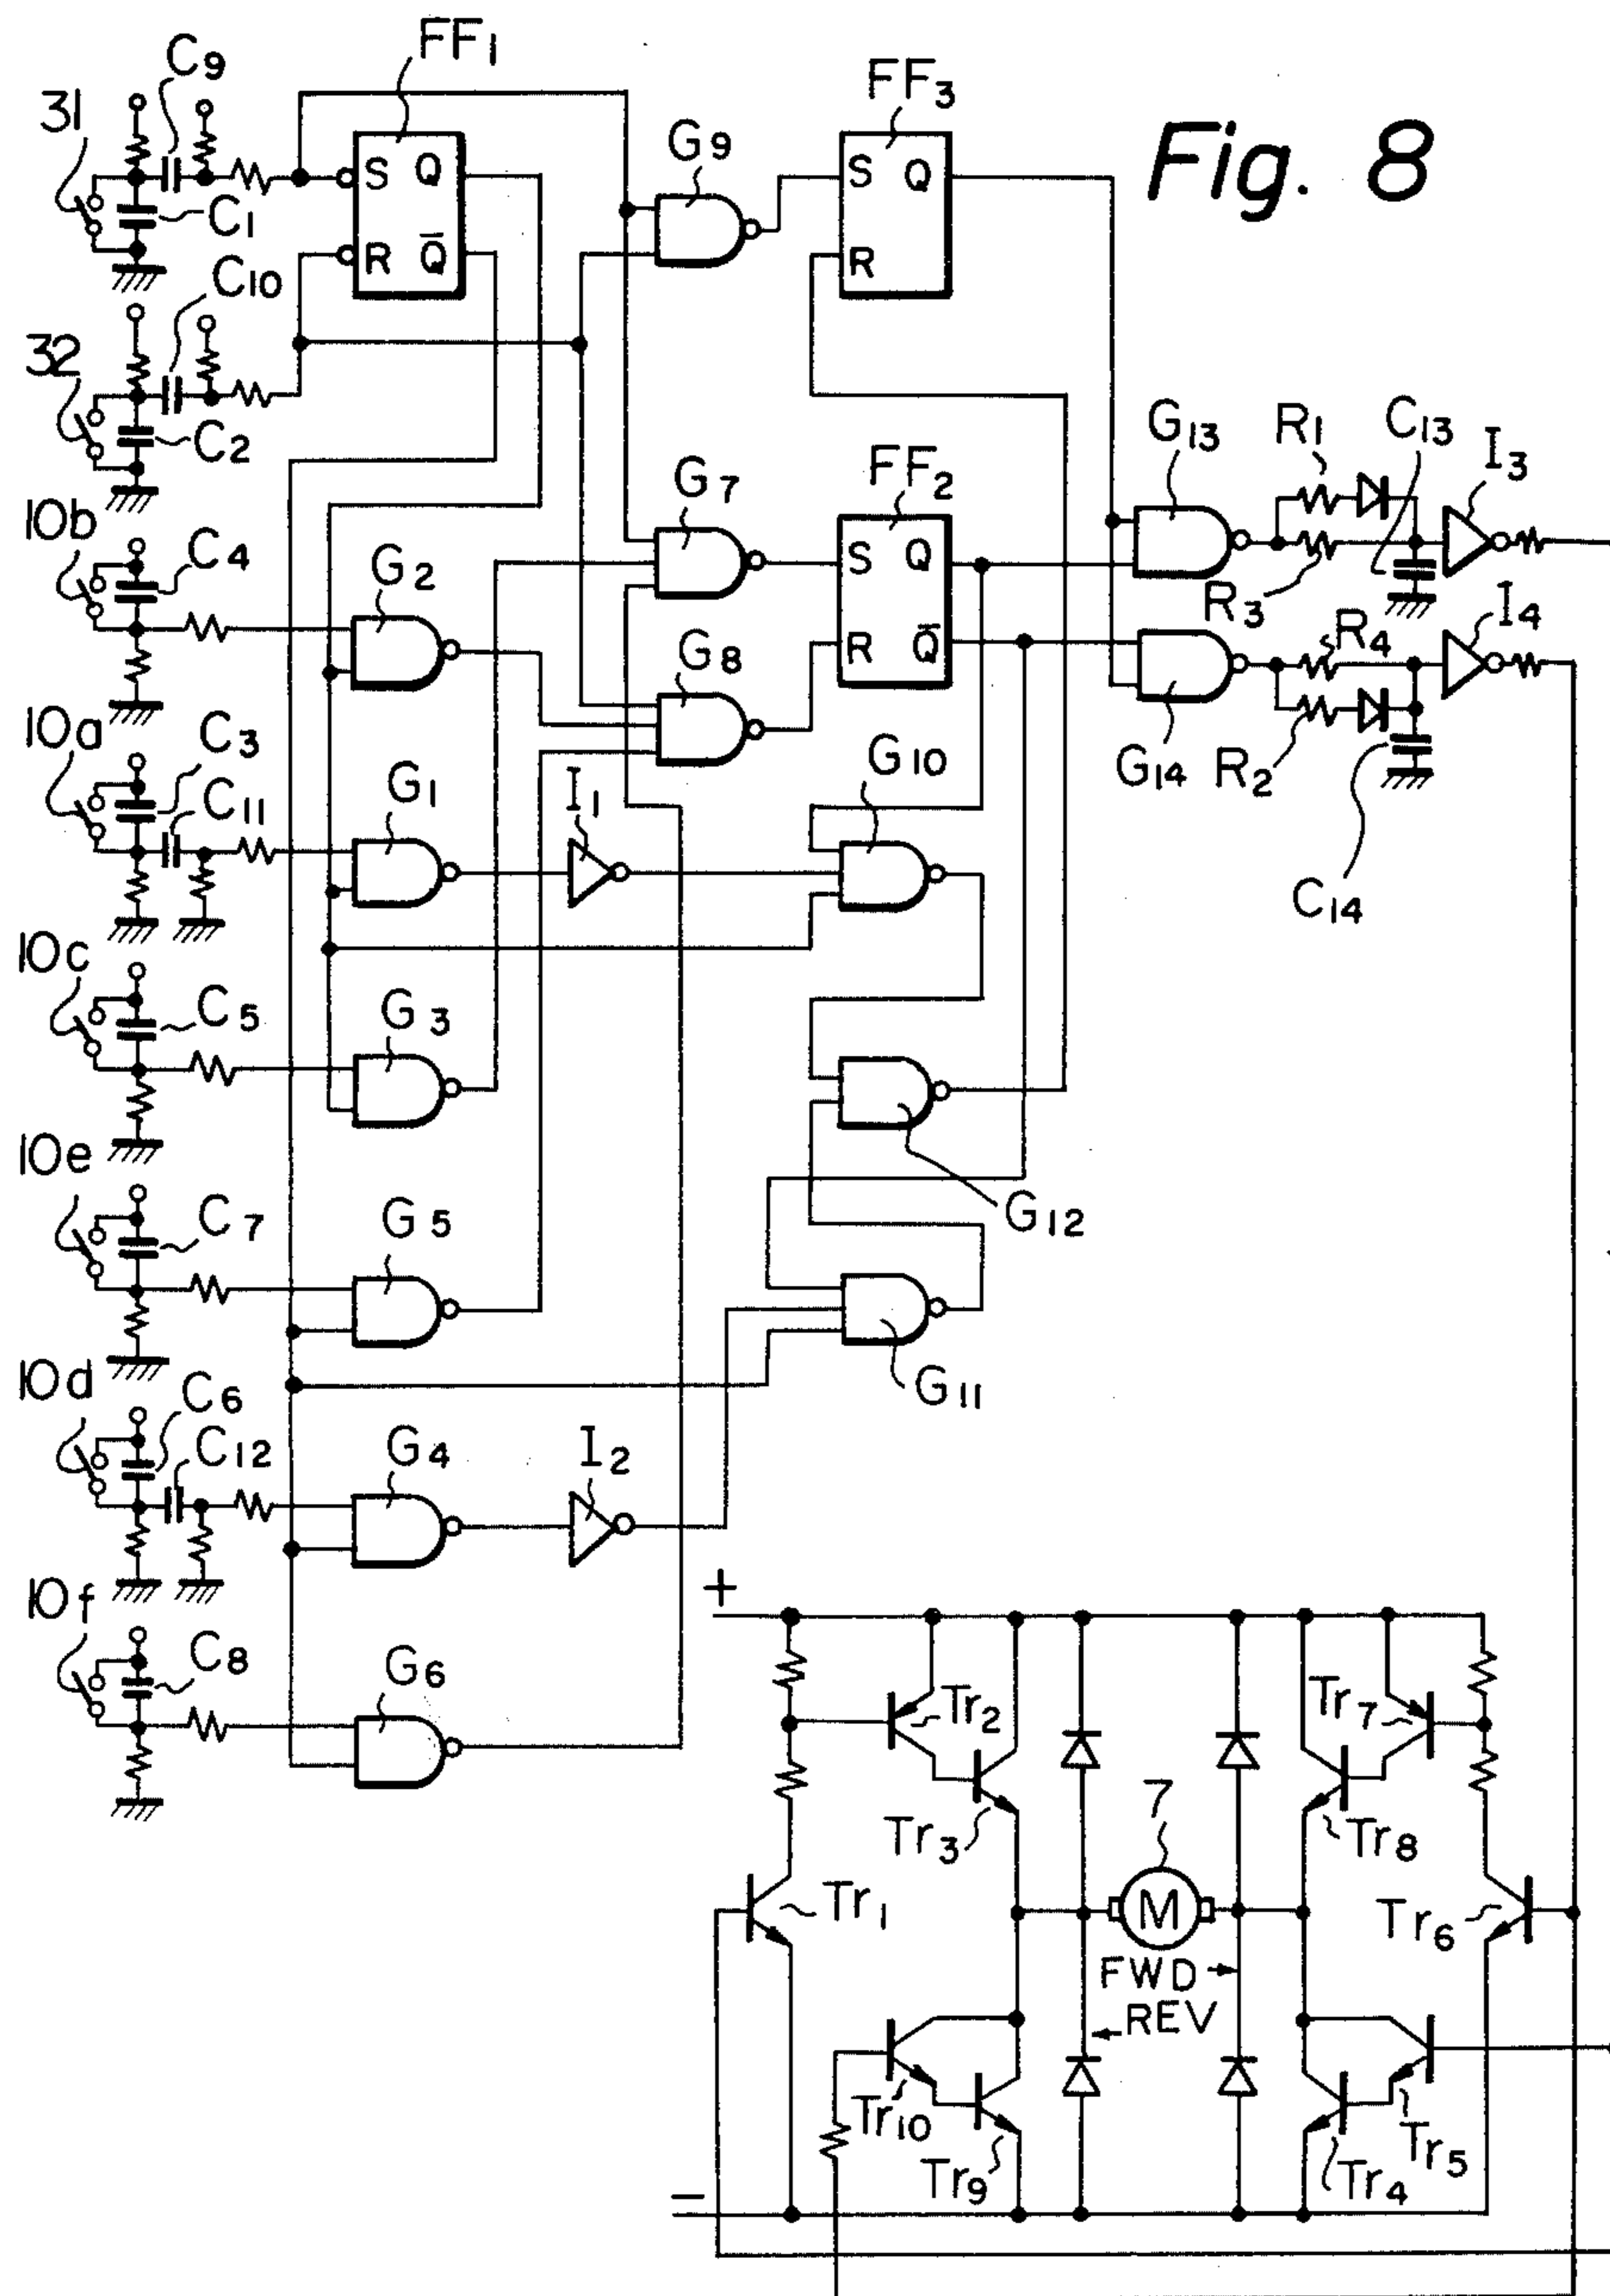 Fig. 8
FF1
C9
31
S Q
R Q̄
C1
C10
32
C2
G9
FF3
S Q
R
10b
C4
G2
G7
FF2
S Q
R Q̄
G8
G13
R1
C13
I3
R3
I4
R4
G14
R2
C14
10a
C3
C11
G1
I1
G10
10c
C5
G3
G12
10e
C7
G5
G11
10d
C6
C12
G4
I2
10f
C8
G6
+
Tr2
Tr7
Tr3
7
Tr8
Tr1
M
Tr6
FWD
REV
Tr10
Tr9
Tr5
Tr4
−